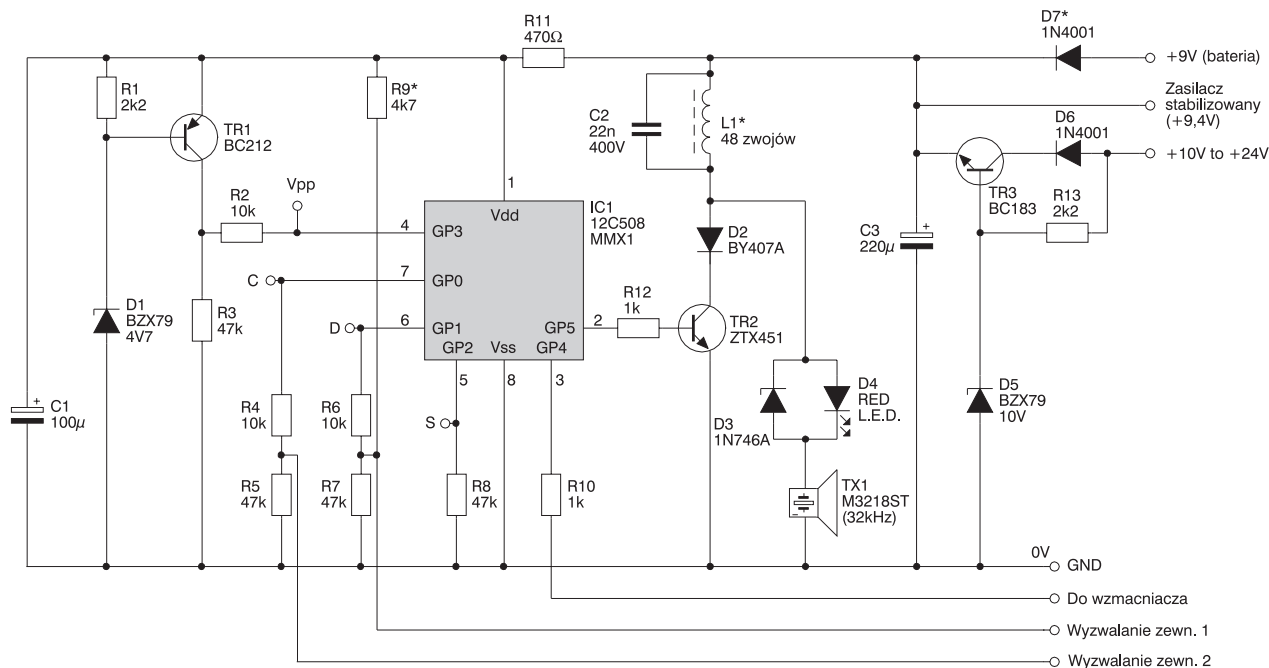 R11
470Ω
D7*
1N4001
+9V (bateria)
R1
2k2
R9*
4k7
Zasilacz
stabilizowany
(+9,4V)
C2
22n
400V
L1*
48 zwojów
TR1
BC212
D6
1N4001
+10V to +24V
Vpp
R2
10k
1
Vdd
IC1
12C508
MMX1
TR3
BC183
R13
2k2
4
GP3
D2
BY407A
C3
220µ
+
C
7
GP0
R12
1k
D1
BZX79
4V7
R3
47k
D
6
GP1
GP5
2
TR2
ZTX451
GP2
Vss
GP4
5
8
3
C1
100µ
+
R4
10k
R6
10k
S
D3
1N746A
D4
RED
L.E.D.
D5
BZX79
10V
R5
47k
R7
47k
R8
47k
R10
1k
TX1
M3218ST
(32kHz)
–
0V
GND
Do wzmacniacza
Wyzwalanie zewn. 1
Wyzwalanie zewn. 2